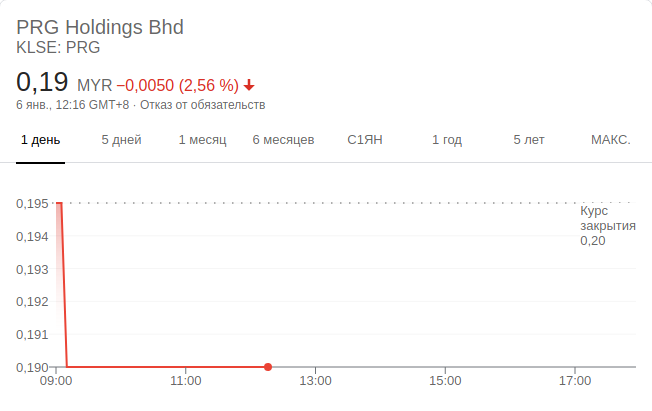 PRG Holdings Bhd
KLSE: PRG
0,19 MYR −0,0050 (2,56 %)
6 янв., 12:16 GMT+8 · Отказ от обязательств
1 день 5 дней 1 месяц 6 месяцев С1ЯН 1 год 5 лет МАКС.
0,195
Курс
закрытия
0,20
0,194
0,193
0,192
0,191
0,190
09:00 11:00 13:00 15:00 17:00